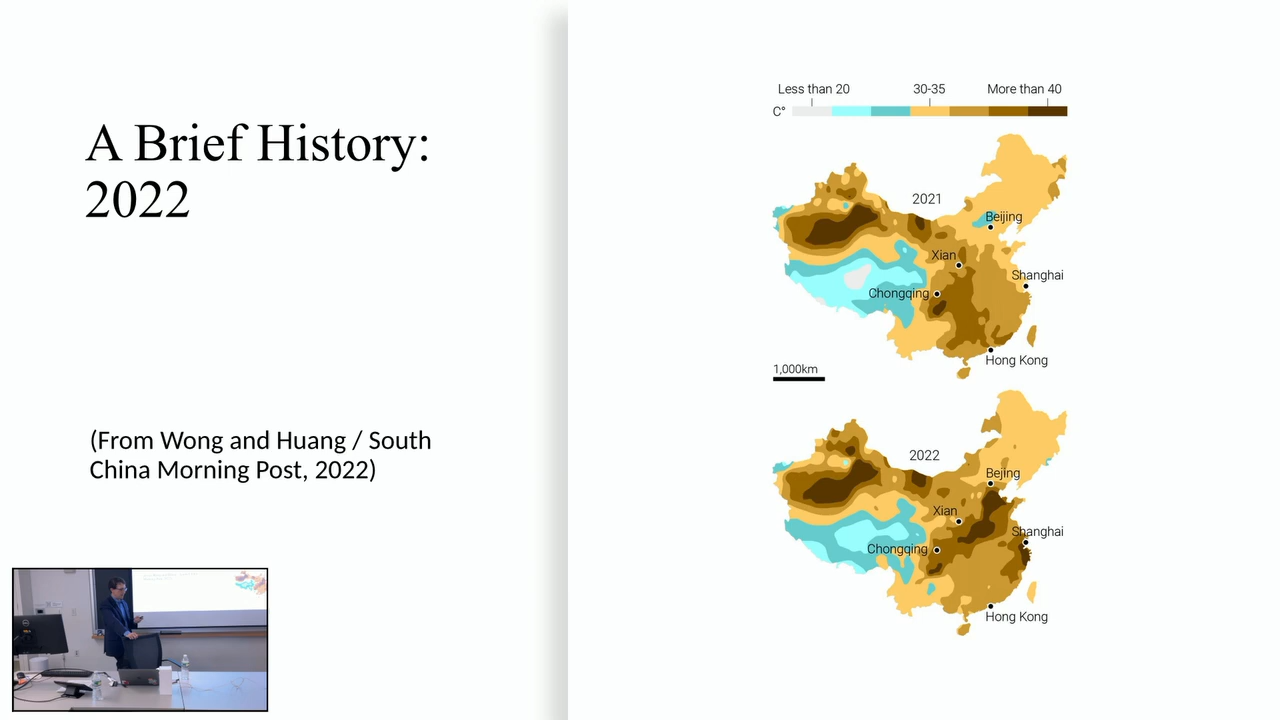 A Brief History:
2022
(From Wong and Huang / South
China Morning Post, 2022)
Less than 20
30-35
More than 40
C°
2021
Beijing
Xian
Shanghai
Chongqing
Hong Kong
1,000km
2022
Bejing
Xian
Shanghai
Chongqing
Hong Kong